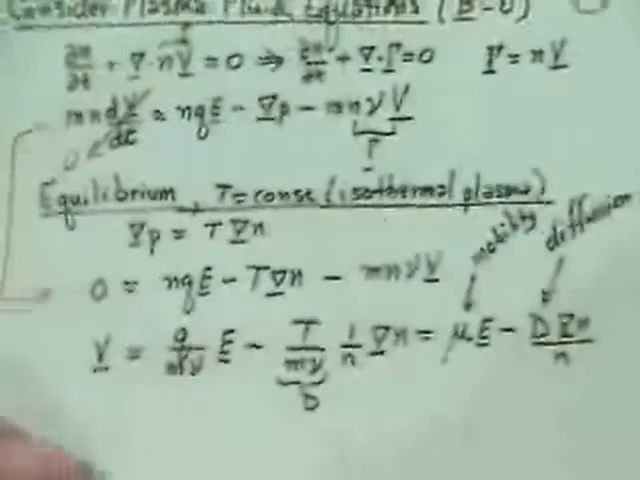 Consider Plasma Fluid Equations (B=0)
∂n/∂t + ∇·nV = 0 ⇒ ∂n/∂t + ∇·Γ = 0   Γ = nV
mn dV/dt = nqE − ∇p − mnνV
0
Γ
Equilibrium, T=const (isothermal plasma)
∇p = T∇n
mobility diffusion
0 = nqE − T∇n − mnνV
V = q/mν E − T/mν 1/n ∇n = μE − D∇n/n
D